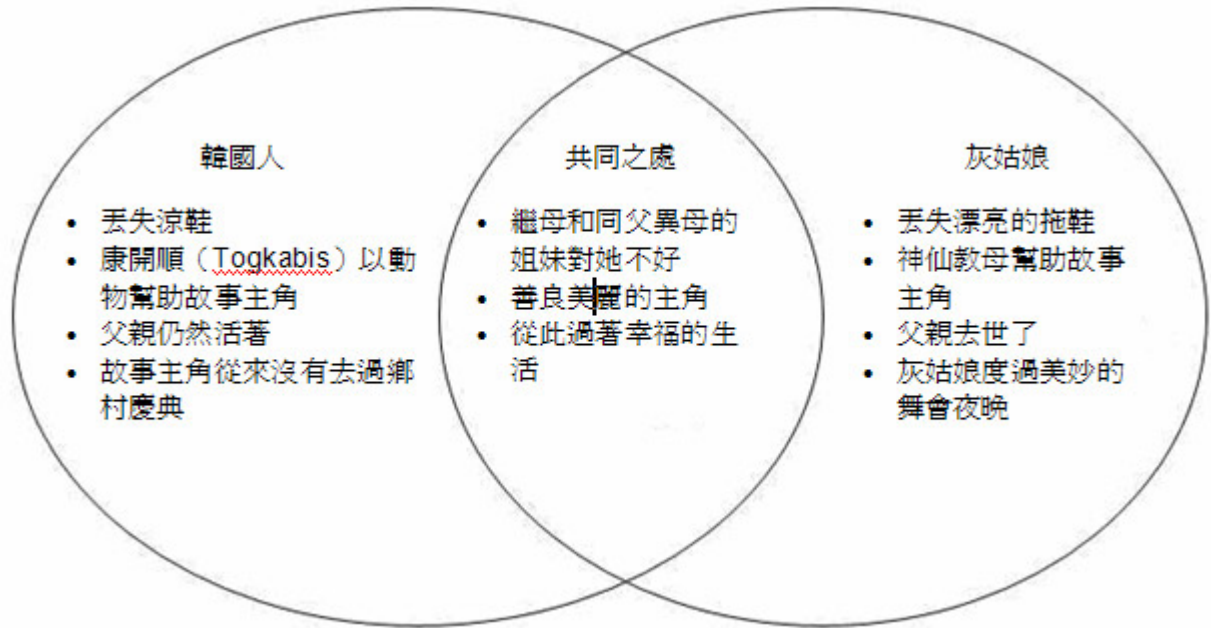 韓國人
• 丟失涼鞋
• 康開順（Togkabis）以動
物幫助故事主角
• 父親仍然活著
• 故事主角從來沒有去過鄉
村慶典
共同之處
• 繼母和同父異母的
姐妹對她不好
• 善良美麗的主角
• 從此過著幸福的生
活
灰姑娘
• 丟失漂亮的拖鞋
• 神仙教母幫助故事
主角
• 父親去世了
• 灰姑娘度過美妙的
舞會夜晚